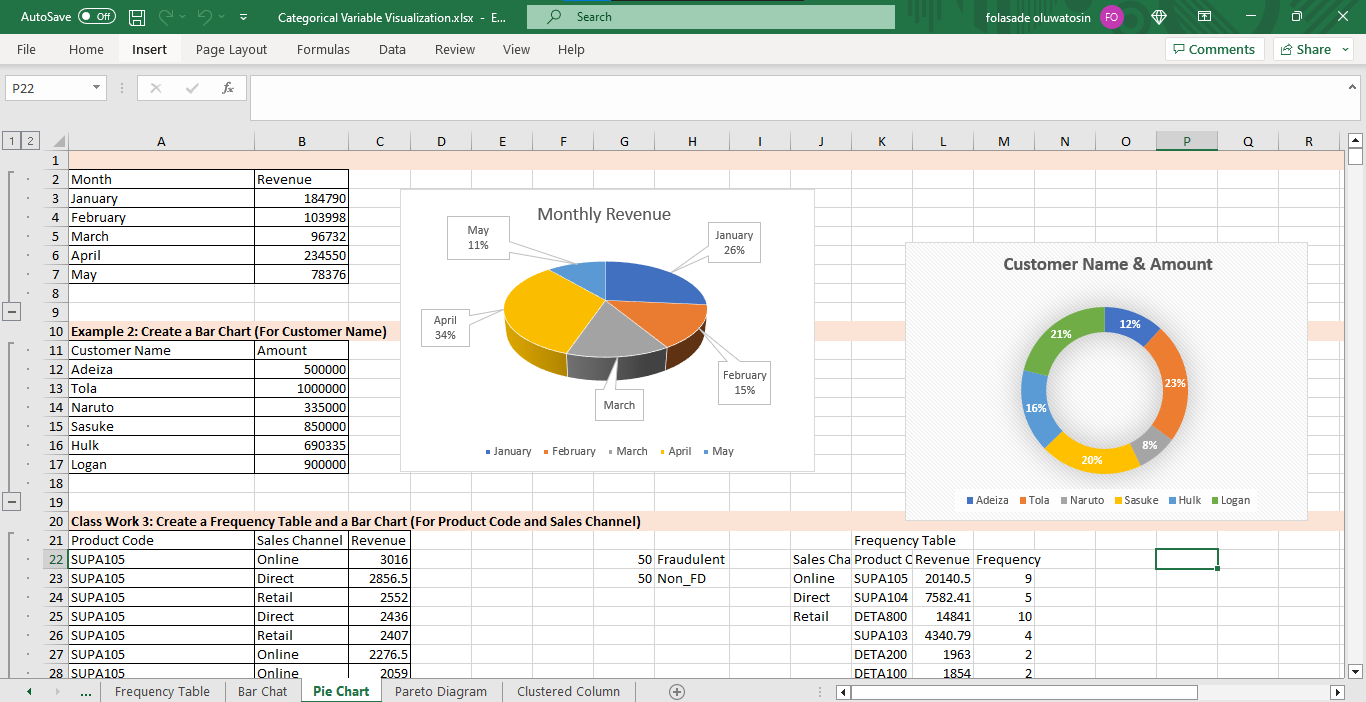 AutoSave Off Categorical Variable Visualization.xlsx - E... Search folasade oluwatosin FO
File Home Insert Page Layout Formulas Data Review View Help Comments Share
P22 fx
1 2 A B C D E F G H I J K L M N O P Q R
1
2 Month Revenue
3 January 184790
4 February 103998
5 March 96732
6 April 234550
7 May 78376
8
9
10 Example 2: Create a Bar Chart (For Customer Name)
11 Customer Name Amount
12 Adeiza 500000
13 Tola 1000000
14 Naruto 335000
15 Sasuke 850000
16 Hulk 690335
17 Logan 900000
18
19
Monthly Revenue
May
11%
January
26%
April
34%
February
15%
March
January February March April May
Customer Name & Amount
12%
21%
23%
16%
8%
20%
Adeiza Tola Naruto Sasuke Hulk Logan
20 Class Work 3: Create a Frequency Table and a Bar Chart (For Product Code and Sales Channel)
21 Product Code Sales Channel Revenue Frequency Table
22 SUPA105 Online 3016 50 Fraudulent Sales Cha Product C Revenue Frequency
23 SUPA105 Direct 2856.5 50 Non_FD Online SUPA105 20140.5 9
24 SUPA105 Retail 2552 Direct SUPA104 7582.41 5
25 SUPA105 Direct 2436 Retail DETA800 14841 10
26 SUPA105 Retail 2407 SUPA103 4340.79 4
27 SUPA105 Online 2276.5 DETA200 1963 2
28 SUPA105 Online 2059 DETA100 1854 2
... Frequency Table Bar Chat Pie Chart Pareto Diagram Clustered Column